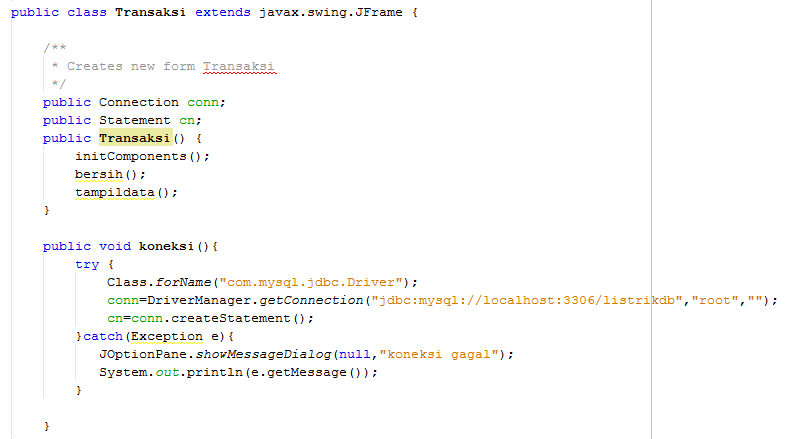 public class Transaksi extends javax.swing.JFrame {
/**
* Creates new form Transaksi
*/
public Connection conn;
public Statement cn;
public Transaksi() {
initComponents();
bersih();
tampildata();
}
public void koneksi(){
try {
Class.forName("com.mysql.jdbc.Driver");
conn=DriverManager.getConnection("jdbc:mysql://localhost:3306/listrikdb","root","");
cn=conn.createStatement();
}catch(Exception e){
JOptionPane.showMessageDialog(null,"koneksi gagal");
System.out.println(e.getMessage());
}
}